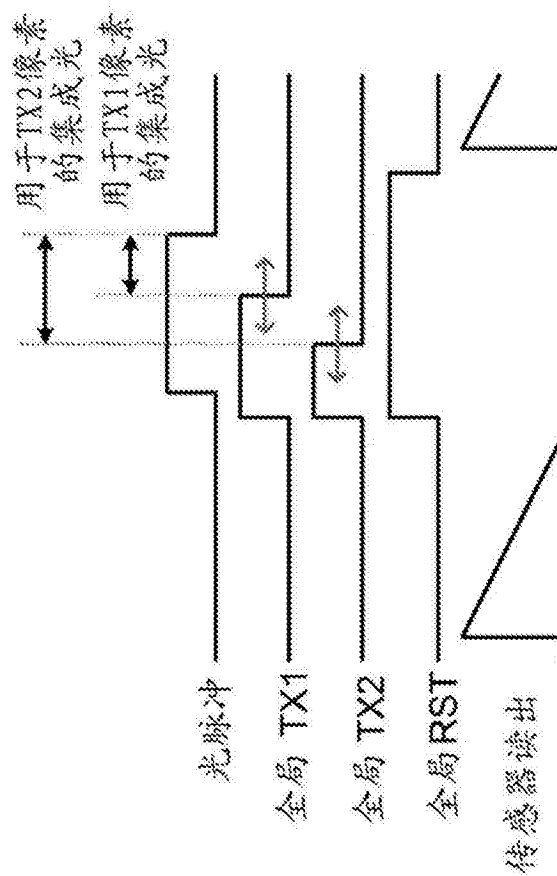 用于TX2像素
的集成光
用于TX1像素
的集成光
光脉冲
全局 TX1
全局 TX2
全局RST
传感器读出